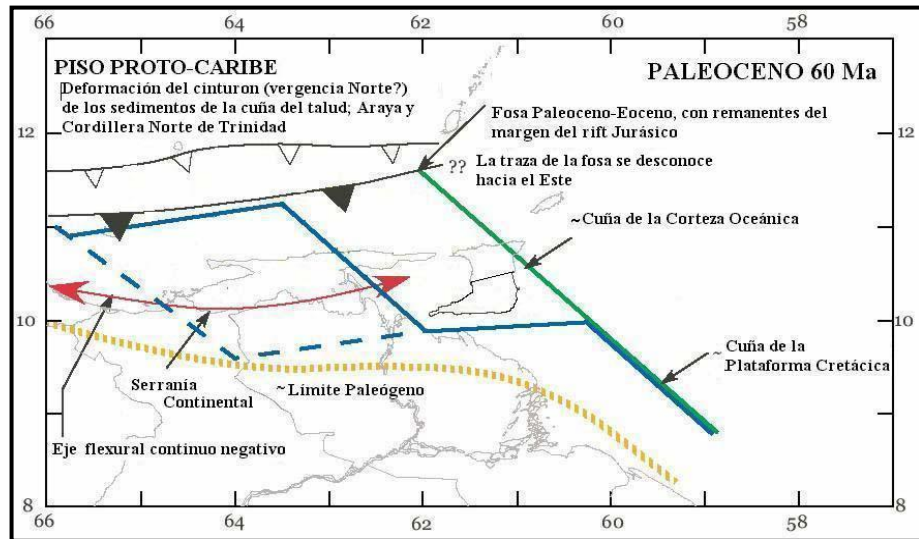 66 64 62 60 58
12
PISO PROTO-CARIBE
Deformación del cinturon (vergencia Norte?)
de los sedimentos de la cuña del talud; Araya y
Cordillera Norte de Trinidad
PALEOCENO 60 Ma
Fosa Paleoceno-Eoceno, con remanentes del
margen del rift Jurásico
12
?? La traza de la fosa se desconoce
hacia el Este
~Cuña de la Corteza Oceánica
10
10
~ Cuña de la
Plataforma Cretácica
Serranía
Continental
~Límite Paleógeno
Eje flexural continuo negativo
8
8
66 64 62 60 58